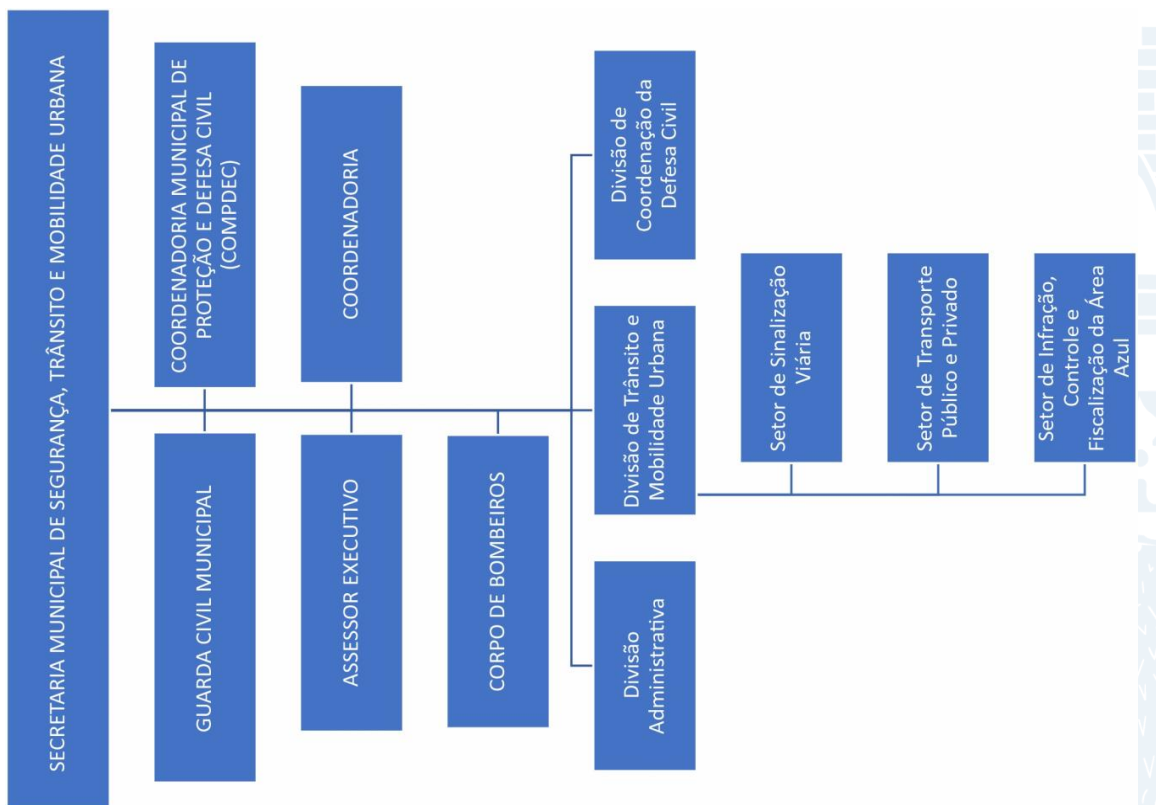 SECRETARIA MUNICIPAL DE SEGURANÇA, TRÂNSITO E MOBILIDADE URBANA
GUARDA CIVIL MUNICIPAL
COORDENADORIA MUNICIPAL DE
PROTEÇÃO E DEFESA CIVIL
(COMPDEC)
ASSESSOR EXECUTIVO
COORDENADORIA
CORPO DE BOMBEIROS
Divisão
Administrativa
Divisão de Trânsito e
Mobilidade Urbana
Divisão de
Coordenação da
Defesa Civil
Setor de Sinalização
Viária
Setor de Transporte
Público e Privado
Setor de Infração,
Controle e
Fiscalização da Área
Azul